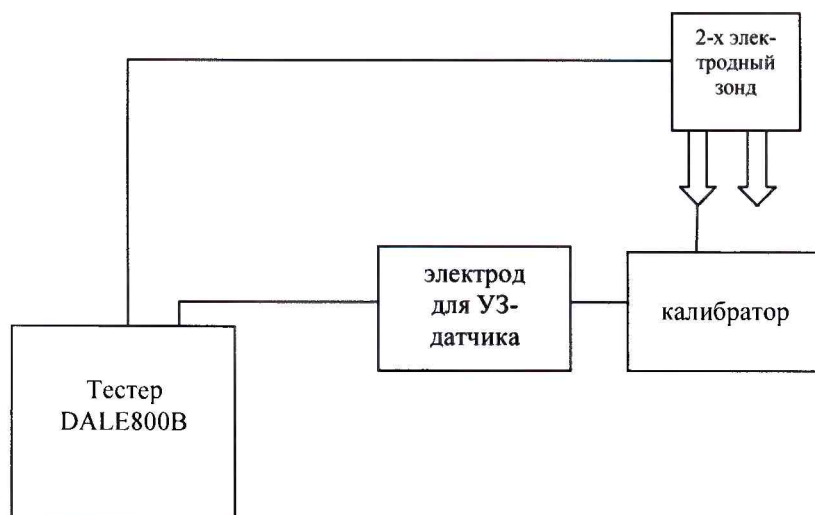 2-х элек-
тродный
зонд
электрод
для УЗ-
датчика
калибратор
Тестер
DALE800B